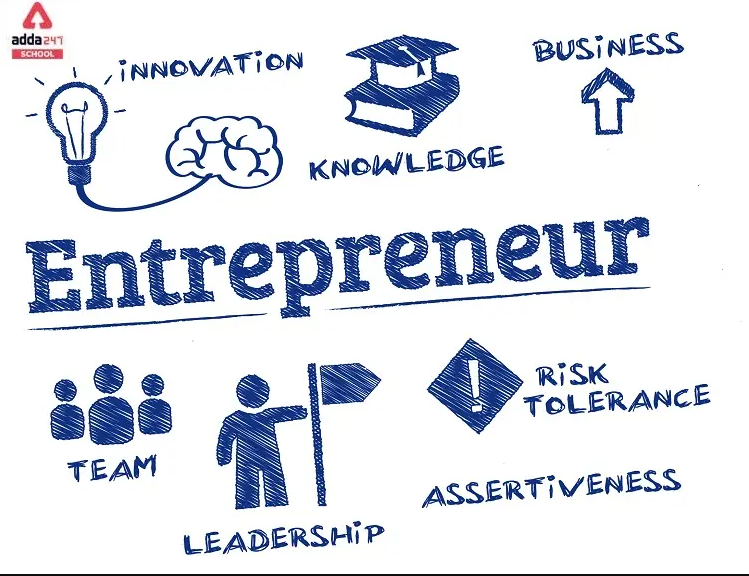 adda247
SCHOOL
iNNOVATiON
BUSiNESS
KNOWLEDGE
Entrepreneur
RiSK
TOLERANCE
TEAM
ASSERTiVENESS
LEADERSHiP